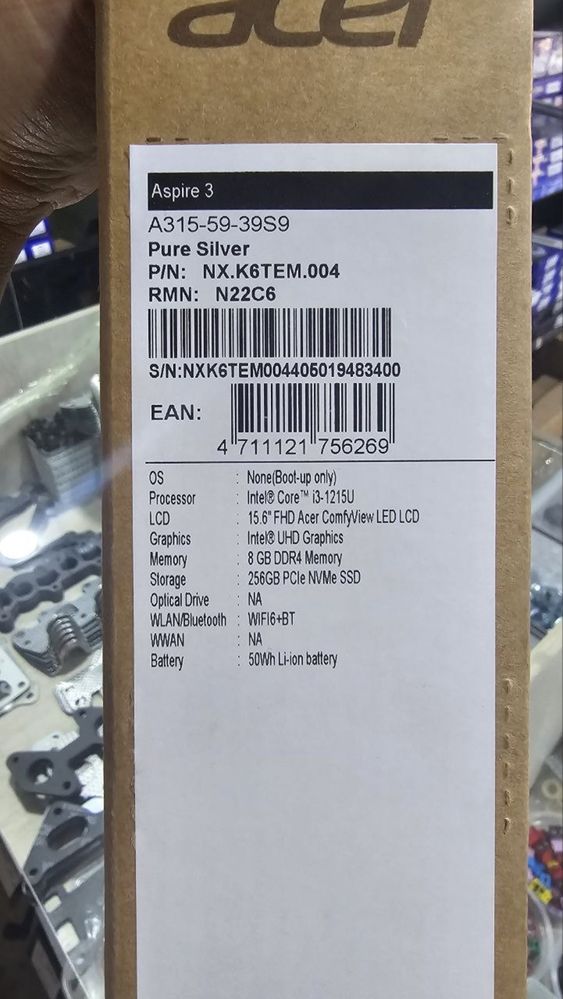 acer
Aspire 3
A315-59-39S9
Pure Silver
P/N: NX.K6TEM.004
RMN: N22C6
S/N:NXK6TEM004405019483400
EAN:
4 711121 756269
OS : None(Boot-up only)
Processor : Intel® Core™ i3-1215U
LCD : 15.6" FHD Acer ComfyView LED LCD
Graphics : Intel® UHD Graphics
Memory : 8 GB DDR4 Memory
Storage : 256GB PCIe NVMe SSD
Optical Drive : NA
WLAN/Bluetooth : WIFI6+BT
WWAN : NA
Battery : 50Wh Li-ion battery